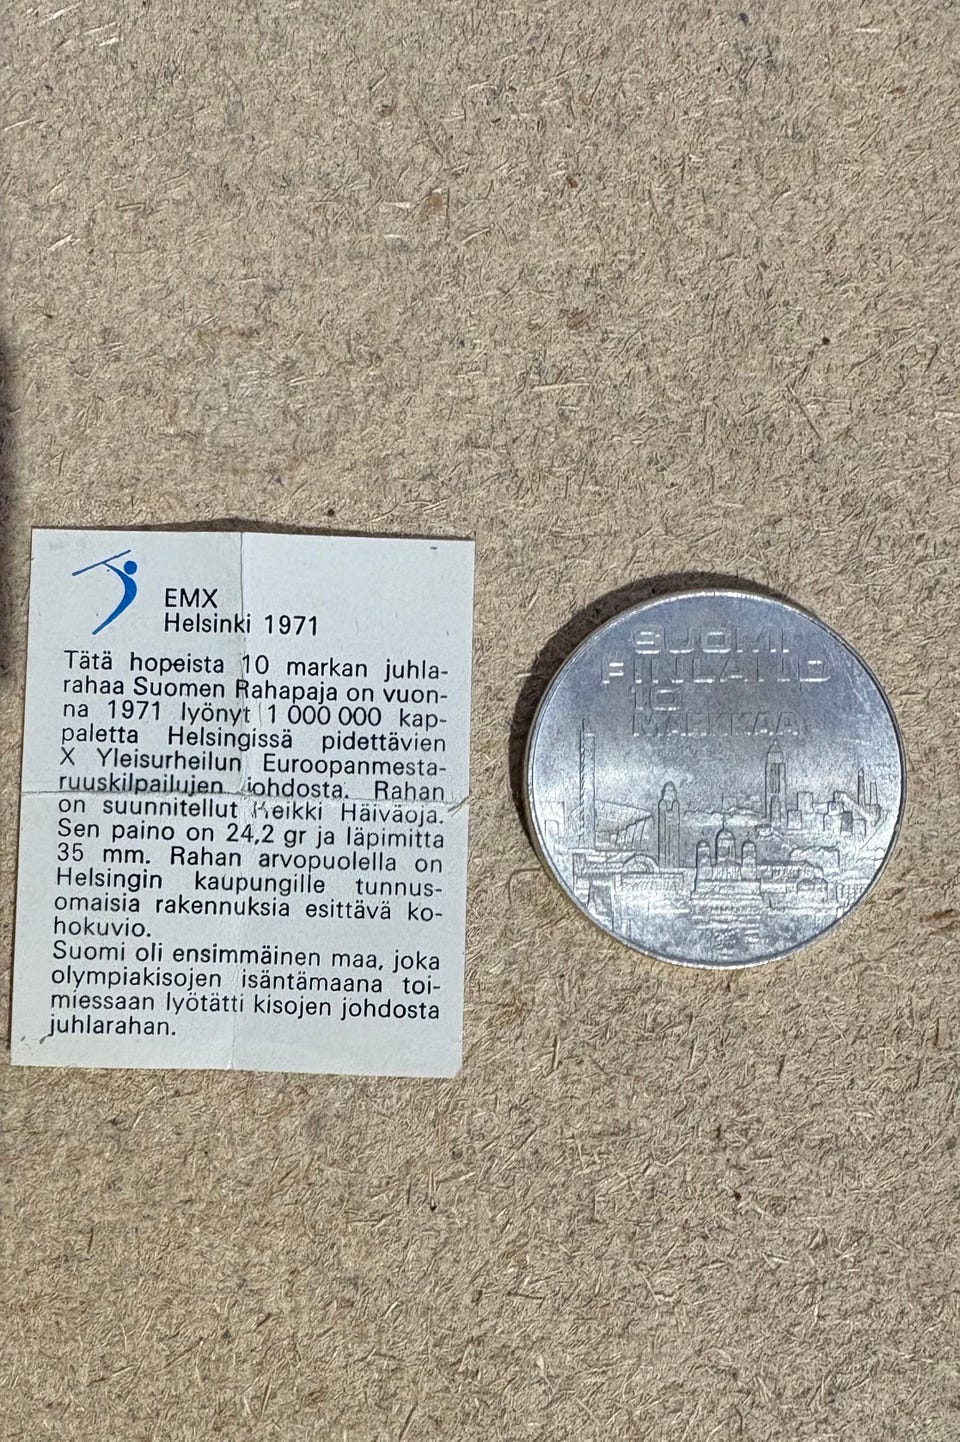 EMX
Helsinki 1971
Tätä hopeista 10 markan juhla-
rahaa Suomen Rahapaja on vuon-
na 1971 lyönyt 1 000 000 kap-
paletta Helsingissä pidettävien
X Yleisurheilun Euroopanmesta-
ruuskilpailujen johdosta. Rahan
on suunnitellut Heikki Häiväoja.
Sen paino on 24,2 gr ja läpimitta
35 mm. Rahan arvopuolella on
Helsingin kaupungille tunnus-
omaisia rakennuksia esittävä ko-
hokuvio.
Suomi oli ensimmäinen maa, joka
olympiakisojen isäntämaana toi-
miessaan lyötätti kisojen johdosta
juhlarahan.
SUOMI
FINLAND
10
MARKKAA